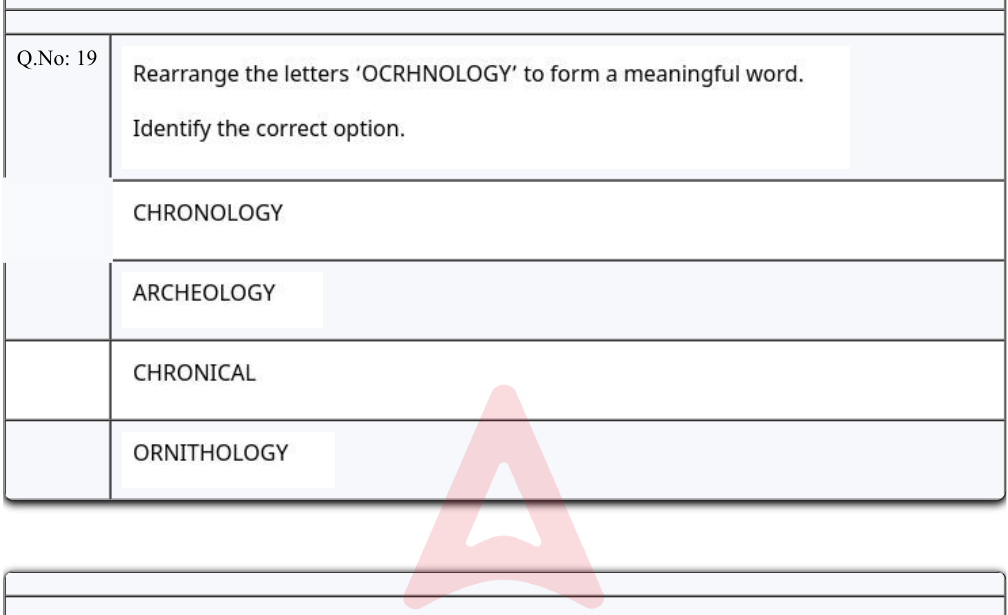 Q.No: 19
Rearrange the letters ‘OCRHNOLOGY’ to form a meaningful word.
Identify the correct option.
CHRONOLOGY
ARCHEOLOGY
CHRONICAL
ORNITHOLOGY